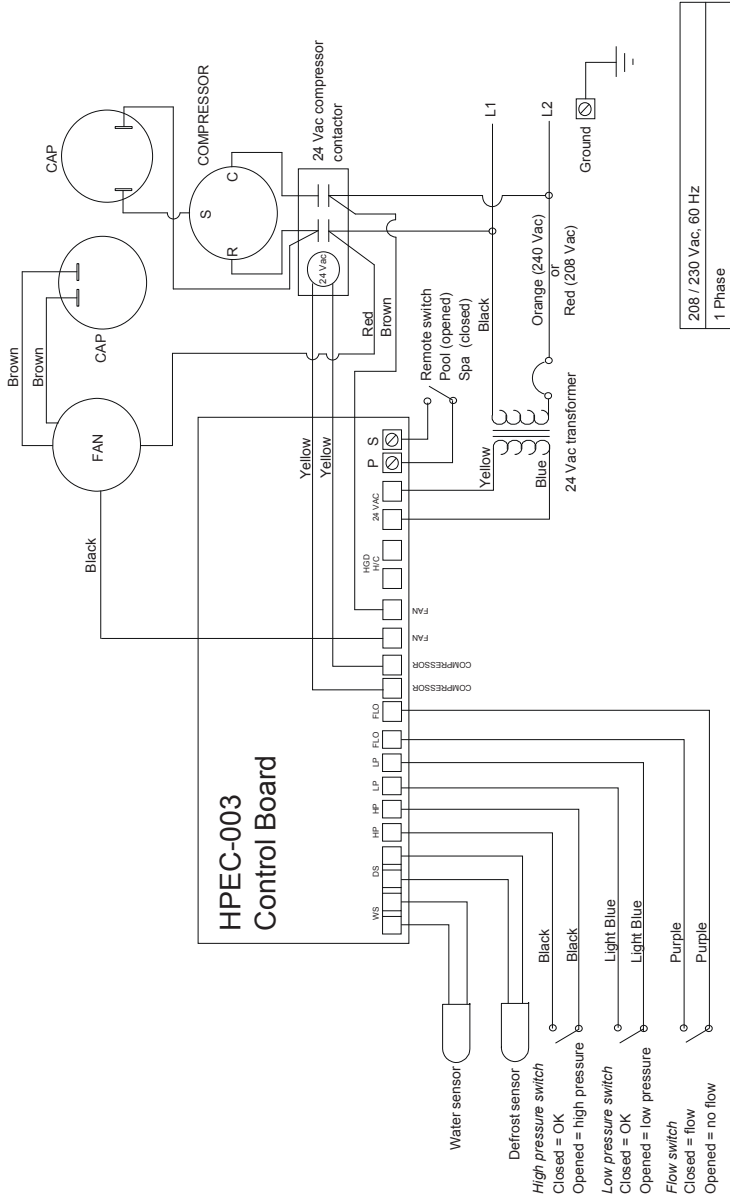 CAP
COMPRESSOR
S
R
C
24 Vac compressor
contactor
24 Vac
CAP
Brown
Brown
FAN
Red
Brown
Black
L1
L2
Ground
Black
Orange (240 Vac)
or
Red (208 Vac)
Remote switch
Pool (opened)
Spa (closed)
Yellow
Yellow
Yellow
Blue
24 Vac transformer
HPEC-003
Control Board
WS
DS
HP
HP
LP
LP
FLO
FLO
COMPRESSOR
COMPRESSOR
FAN
FAN
HGD
H/C
24 VAC
P
S
Water sensor
Defrost sensor
High pressure switch
Closed = OK
Opened = high pressure
Black
Black
Low pressure switch
Closed = OK
Opened = low pressure
Light Blue
Light Blue
Flow switch
Closed = flow
Opened = no flow
Purple
Purple
208 / 230 Vac, 60 Hz
1 Phase